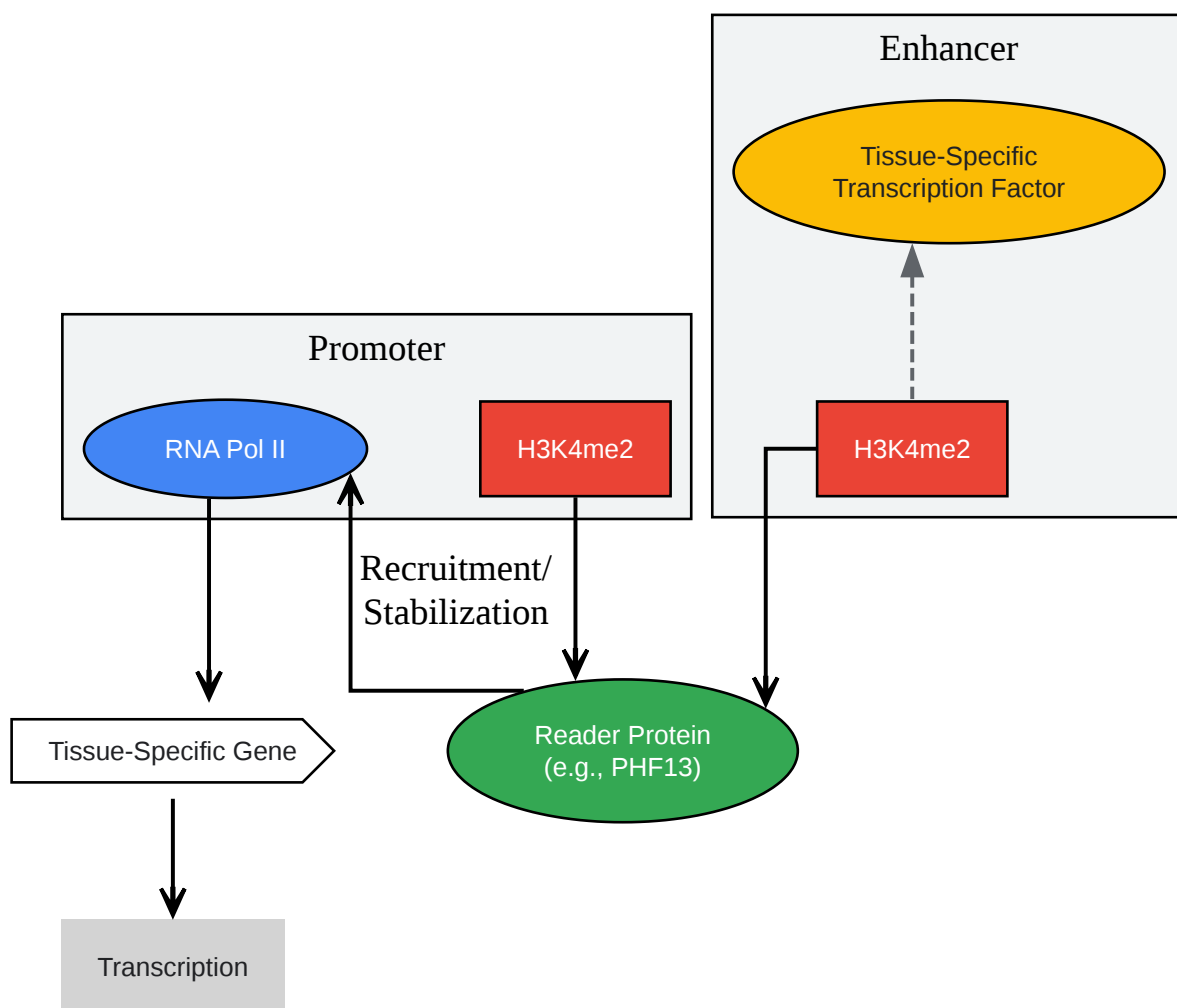 Enhancer
Tissue-Specific
Transcription Factor
Promoter
RNA Pol II
H3K4me2
H3K4me2
Recruitment/
Stabilization
Tissue-Specific Gene
Reader Protein
(e.g., PHF13)
Transcription